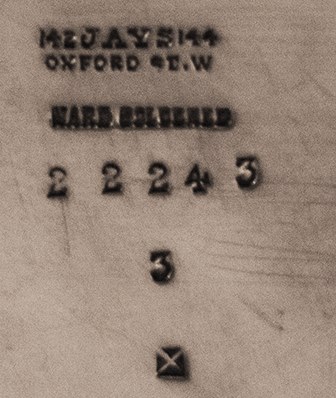 142 JAYS 144
OXFORD ST. W
HARD SOLDERED
2 2 2 4 3
3